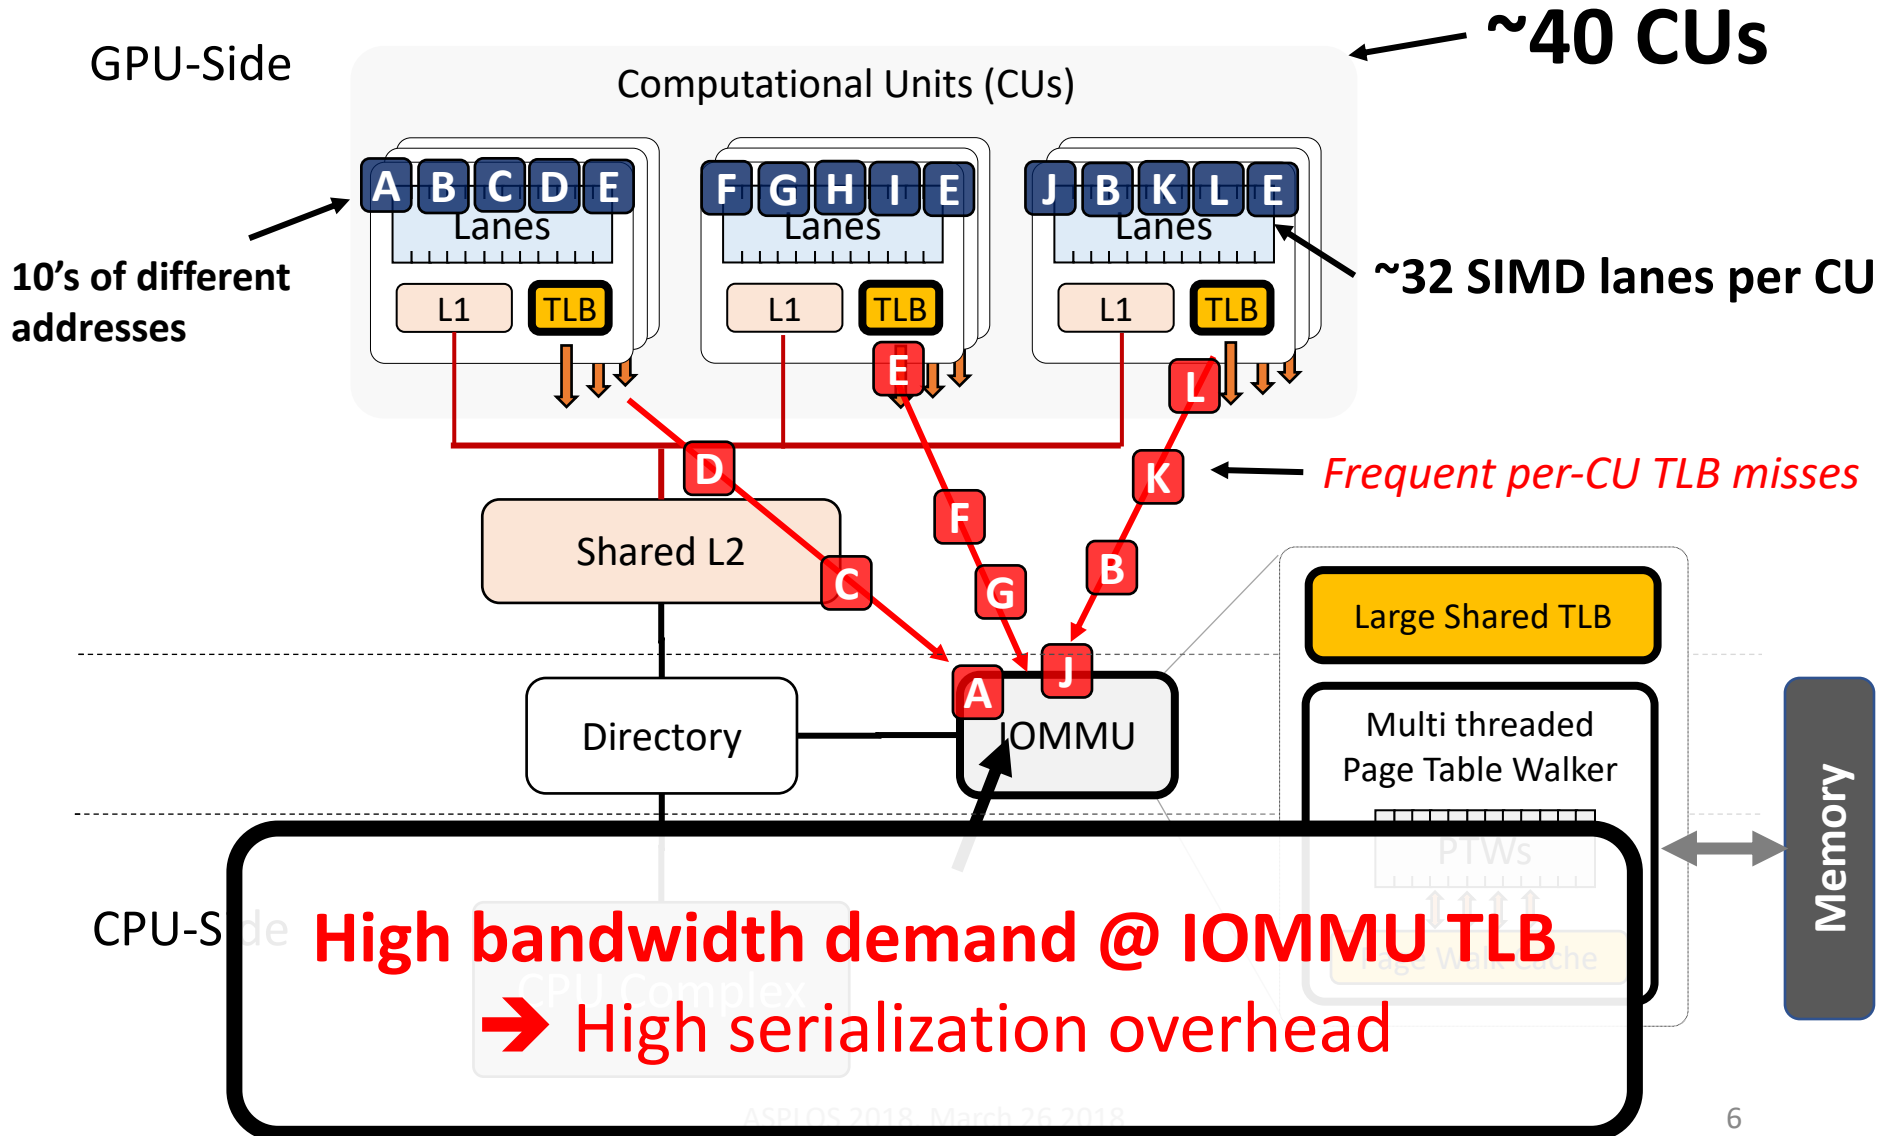 GPU-Side
~40 CUs
Computational Units (CUs)
A B C D E
F G H I E
J B K L E
Lanes
Lanes
Lanes
10's of different
addresses
~32 SIMD lanes per CU
L1
TLB
L1
TLB
L1
TLB
E
L
D
K
Frequent per-CU TLB misses
F
Shared L2
C
G
B
Large Shared TLB
A
J
Directory
IOMMU
Multi threaded
Page Table Walker
PTWs
Memory
CPU-Side
High bandwidth demand @ IOMMU TLB
Page Walk Cache
CPU Complex
➔ High serialization overhead
ASPLOS 2018, March 26 2018
6